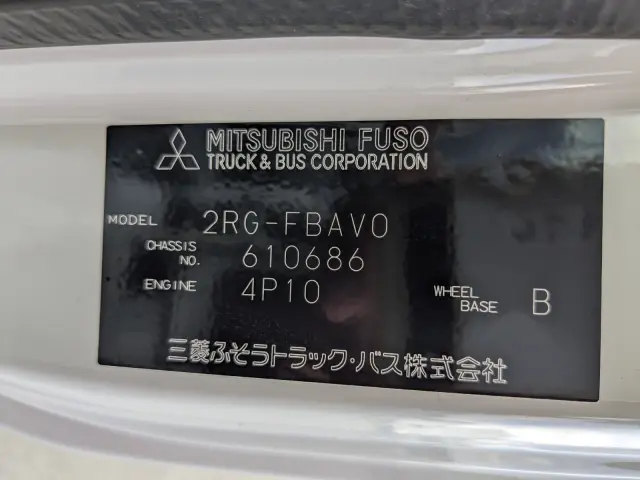 MITSUBISHI FUSO
TRUCK & BUS CORPORATION
MODEL 2RG-FBAV0
CHASSIS NO. 610686
ENGINE 4P10 WHEEL BASE B
三菱ふそうトラック・バス株式会社